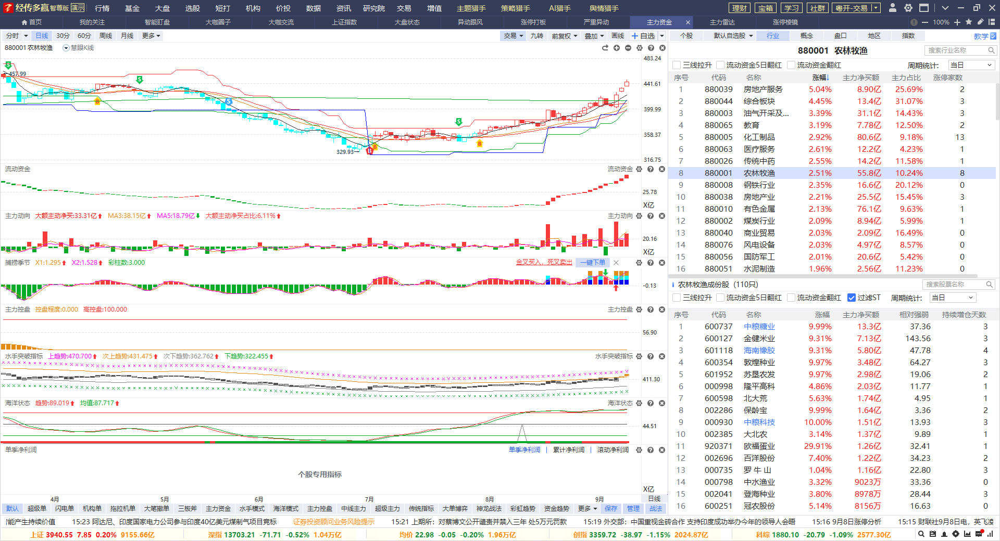 经传多赢 智尊版 演示 行情 基金 大盘 选股 短打 机构 价投 数据 资讯 研究院 交易 增值 主题猎手 策略猎手 AI猎手 舆情猎手 理财 宝箱 学习 社群 粤开-交易
首页 我的关注 智能盯盘 大咖圈子 大咖交流 上证指数 大盘状态 异动跟风 涨停打板 严重异动 主力资金 主力雷达 涨停棱镜 100%
分时 日线 30分 60分 周线 月线 更多 交易 九转 前复权 叠加 画线 自选
880001 农林牧渔 慧眼K线
483.24
457.99
441.61
399.99
358.37
329.93
316.75
流动资金 流动资金
25.78
X亿
主力动向 大额主动净买:33.31亿 MA3:38.15亿 MA5:18.79亿 大额主动净买占比:6.11% 主力动向
20.16
X亿
捕捞季节 X1:1.295 X2:1.528 彩柱数:3.000 金叉买入，死叉卖出 一键下单
-0.13
主力控盘 控盘程度:0.000 高控盘:100.000 主力控盘
56.90
水手突破指标 上趋势:470.700 次上趋势:431.475 次下趋势:362.762 下趋势:322.455 水手突破指标
411.30
海洋状态 趋势:89.019 均值:87.717 海洋状态
44.51
单季净利润 单季净利润 | 累计净利润 | 滚动净利润
个股专用指标
X亿
4月 5月 6月 7月 8月 9月 日线
默认 超级单 闪电单 机构单 拖拉机单 大笔撤单 三板斧 主力资金 水手模式 海洋模式 主力控盘 中线主力 超级主力 传统指标 大单博弈 神龙战法 彩虹趋势 资金趋势 更多 保存 管理 战法
个股 默认自选股 行业 概念 盘口 地区 指数 教学
880001 农林牧渔 搜索行业名称
三线拉升 流动资金5日翻红 流动资金翻红 周期统计: 当日
序号 代码 名称 涨幅↓ 主力净买额 主力占比 涨停家数
1 880039 房地产服务 5.04% 8.90亿 25.69% 2
2 880044 综合板块 4.45% 13.4亿 31.07% 3
3 880003 油气开采及... 3.39% 31.1亿 14.43% 3
4 880065 教育 3.19% 7.78亿 12.50% 2
5 880005 化工制品 2.92% 80.6亿 9.18% 13
6 880063 医疗服务 2.61% 12.2亿 4.23% 1
7 880026 传统中药 2.55% 14.2亿 11.58% 1
8 880001 农林牧渔 2.51% 55.8亿 10.24% 8
9 880008 钢铁行业 2.35% 16.6亿 20.12% 0
10 880038 房地产业 2.21% 25.5亿 15.45% 3
11 880010 有色金属 2.13% 76.1亿 9.63% 1
12 880002 煤炭行业 2.09% 8.94亿 5.99% 1
13 880040 商业贸易 2.03% 2.09亿 16.49% 0
14 880076 风电设备 2.03% 4.97亿 8.57% 0
15 880056 国防军工 2.01% 20.6亿 5.42% 0
16 880051 水泥制造 1.96% 2.56亿 11.23% 0
农林牧渔成份股 (110只) 搜索股票名称
三线拉升 流动资金5日翻红 流动资金翻红 过滤ST 周期统计: 当日
序号 代码 名称 涨幅 主力净买额 相对强弱 持续增仓天数
1 600737 中粮糖业 9.99% 13.3亿 37.36 3
2 600127 金健米业 9.31% 7.13亿 143.56 3
3 601118 海南橡胶 9.31% 5.80亿 47.78 4
4 600354 敦煌种业 9.97% 3.48亿 64.27 3
5 601952 苏垦农发 9.97% 2.98亿 19.06 2
6 000998 隆平高科 4.86% 2.03亿 11.77 1
7 600598 北大荒 5.63% 1.74亿 4.95 1
8 002286 保龄宝 9.99% 1.64亿 3.36 2
9 000930 中粮科技 10.00% 1.51亿 13.93 3
10 002385 大北农 3.14% 1.37亿 9.89 1
11 920371 欧福蛋业 29.91% 1.26亿 32.41 1
12 002696 百洋股份 7.40% 1.22亿 34.23 2
13 000735 罗 牛 山 1.04% 1.16亿 22.80 3
14 000798 中水渔业 3.32% 9023万 33.36 0
15 002041 登海种业 3.80% 8978万 28.44 3
16 600251 冠农股份 5.14% 8156万 16.63 0
能产生持续价值 15:23 阿达尼、印度国家电力公司参与印度40亿美元煤制气项目竞标 证券投资顾问业务风险提示 15:21 上期所：对蔡博文公开谴责并禁入三年 处5万元罚款 15:19 外交部：中国重视金砖合作 支持印度成功举办今年的领导人会晤 15:16 9月8日涨停分析 15:15 财联社9月8日电，英飞凌
上证 3940.55 7.85 0.20% 9155.66亿 深指 13703.21 -71.71 -0.52% 1.04万亿 均价 22.98 -0.05 -0.20% 1.96万亿 创指 3359.72 -38.97 -1.15% 2024.87亿 科综 1880.10 -20.79 -1.09% 2577.30亿